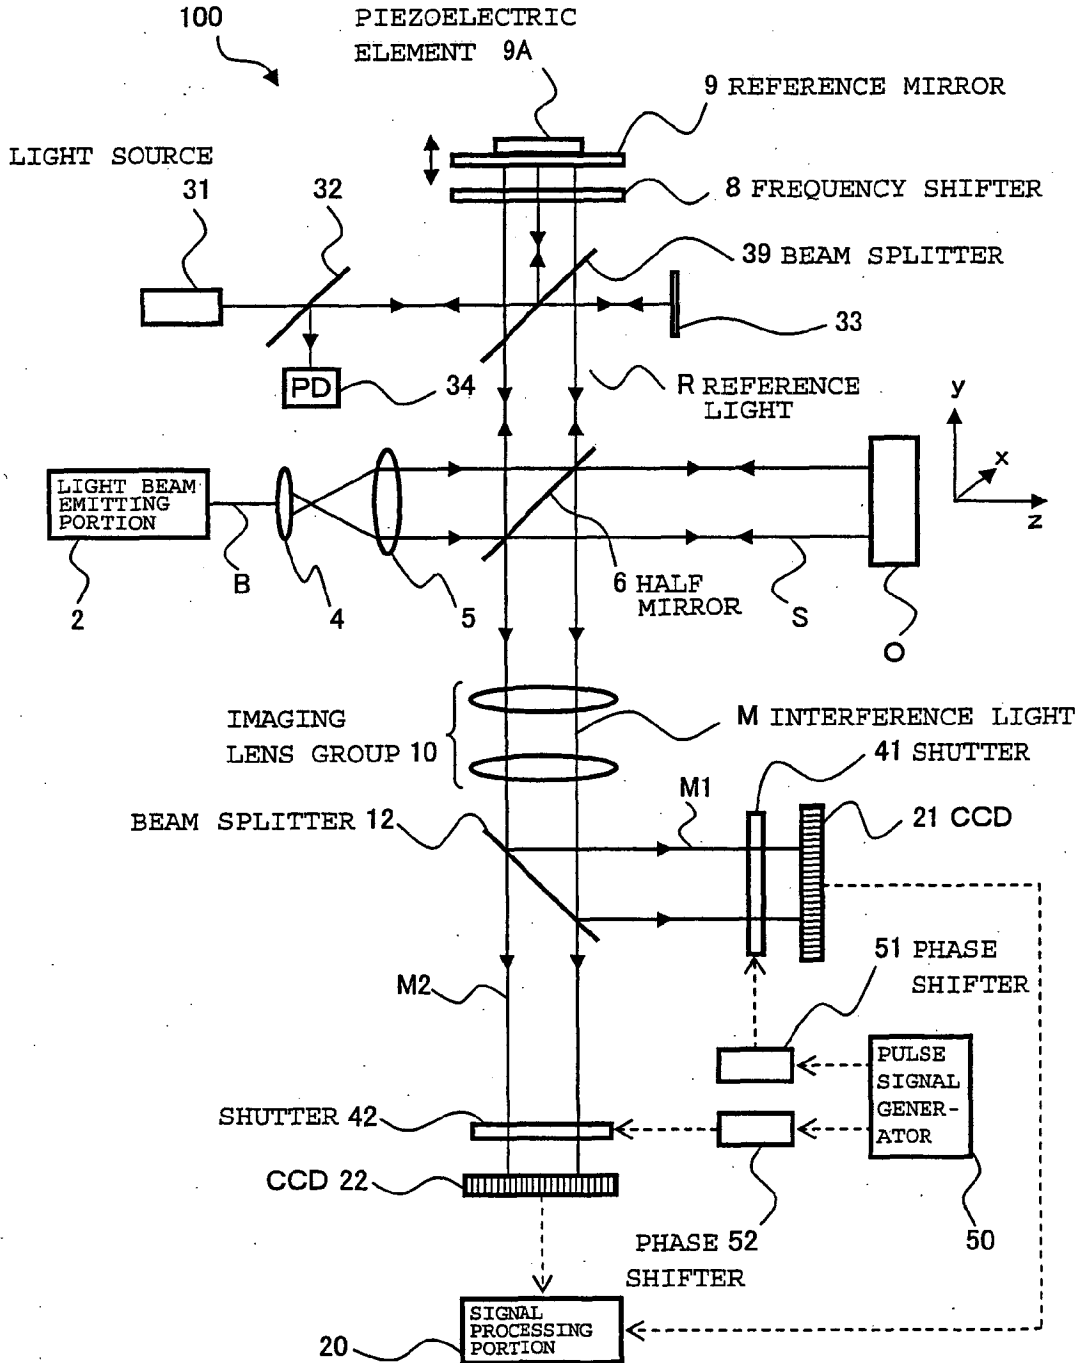 100
PIEZOELECTRIC
ELEMENT 9A
9 REFERENCE MIRROR
LIGHT SOURCE
31
32
8 FREQUENCY SHIFTER
39 BEAM SPLITTER
33
PD
34
R REFERENCE
LIGHT
y
x
z
LIGHT BEAM
EMITTING
PORTION
2
B
4
5
6 HALF
MIRROR
S
O
IMAGING
LENS GROUP 10
M INTERFERENCE LIGHT
41 SHUTTER
M1
21 CCD
BEAM SPLITTER 12
51 PHASE
SHIFTER
M2
PULSE
SIGNAL
GENER-
ATOR
SHUTTER 42
CCD 22
PHASE 52
SHIFTER
50
SIGNAL
PROCESSING
PORTION
20